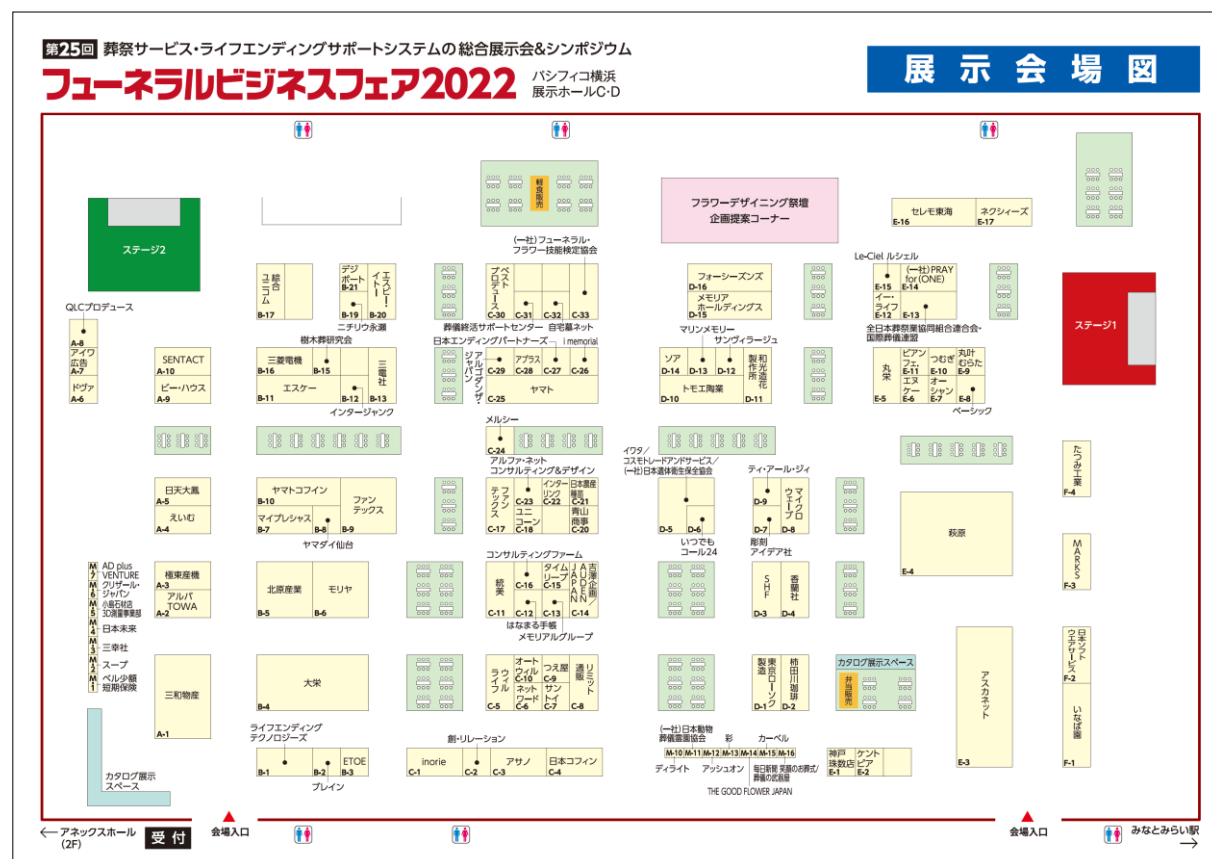 第25回 葬祭サービス・ライフエンディングサポートシステムの総合展示会&シンポジウム
フューネラルビジネスフェア2022
パシフィコ横浜
展示ホールC・D
展示会場図
ステージ2
軽食販売
フラワーデザイニング祭壇
企画提案コーナー
セレモ東海
E-16
ネクシィーズ
E-17
ステージ1
(一社)フューネラル・
フラワー技能検定協会
綜合
ユニコム
B-17
デジ
ポート
B-21
エスピー・
イトー
B-20
B-19
ニチリウ永瀬
ベスト
プロデュース
C-30
C-31
C-32
C-33
葬儀終活サポートセンター
自宅墓ネット
フォーシーズンズ
D-16
メモリア
ホールディングス
D-15
Le-Ciel ルシェル
E-15
(一社)PRAY
for(ONE)
E-14
イー・
ライフ
E-12
E-13
全日本葬祭業協同組合連合会・
国際葬儀連盟
QLCプロデュース
A-8
アイワ
広告
A-7
ドヴァ
A-6
SENTACT
A-10
ビー・ハウス
A-9
樹木葬研究会
三菱電機
B-16
B-15
エスケー
B-11
B-12
三電社
B-13
インタージャンク
日本エンディングパートナーズ
i memorial
アルゴダンザ・
ジャパン
C-29
アプラス
C-28
C-27
C-26
ヤマト
C-25
マリンメモリー
サンヴィラージュ
ソア
D-14
D-13
D-12
トモエ陶業
D-10
和光造花
製作所
D-11
丸栄
E-5
ピアン
フェ.
E-11
つむぎ
E-10
丸叶
むらた
E-9
エヌ
ケー
E-6
オー
シャン
E-7
E-8
ベーシック
メルシー
C-24
アルファ・ネット
コンサルティング&デザイン
イワタ/
コスモトレードアンドサービス/
(一社)日本遺体衛生保全協会
たつみ工業
F-4
日天大鳳
A-5
えいむ
A-4
ヤマトコフイン
B-10
マイプレシャス
B-7
B-8
ファン
テックス
B-9
ヤマダイ仙台
ファン
テックス
C-17
C-23
インター
リンク
C-22
日本農産
種苗
C-21
ユニ
コーン
C-18
青山
商事
C-20
D-5
D-6
いつでも
コール24
ティ・アール・ジィ
D-9
マイクロ
ウェーブ
D-8
D-7
彫刻
アイデア社
萩原
E-4
MARKS
F-3
M-7
AD plus
VENTURE
M-6
クリザール・
ジャパン
M-5
小島石材店
3D測量事業部
M-4
日本未来
M-3
三幸社
M-2
スープ
M-1
ベル少額
短期保険
極東産機
A-3
アルバ
TOWA
A-2
北原産業
B-5
モリヤ
B-6
コンサルティングファーム
統美
C-11
C-16
タイム
リープ
C-15
吉澤企画/
AUDEN
JAPAN
C-14
C-12
C-13
はなまる手帳
メモリアルグループ
SHF
D-3
香蘭社
D-4
三和物産
A-1
大栄
B-4
ウィル
ライフ
C-5
オート
ウィル
C-10
つえ屋
C-9
ネット
ワード
C-6
サン
トイ
C-7
リミット
通販
C-8
東京ローソク
製造
D-1
柿田川珈琲
D-2
カタログ展示スペース
弁当販売
アスカネット
E-3
日本ソフト
ウエアサービス
F-2
いなば園
F-1
カタログ展示
スペース
ライフエンディング
テクノロジーズ
B-1
B-2
ETOE
B-3
ブレイン
創・リレーション
inorie
C-1
C-2
アサノ
C-3
日本コフィン
C-4
(一社)日本動物
葬儀霊園協会
彩
カーベル
M-10
M-11
M-12
M-13
M-14
M-15
M-16
ディライト
アッシュオン
毎日新聞
笑顔のお葬式/
葬儀の武蔵屋
THE GOOD FLOWER JAPAN
神戸
珠数店
E-1
ケント
ピア
E-2
←アネックスホール
(2F)
受付
会場入口
会場入口
みなとみらい駅
→